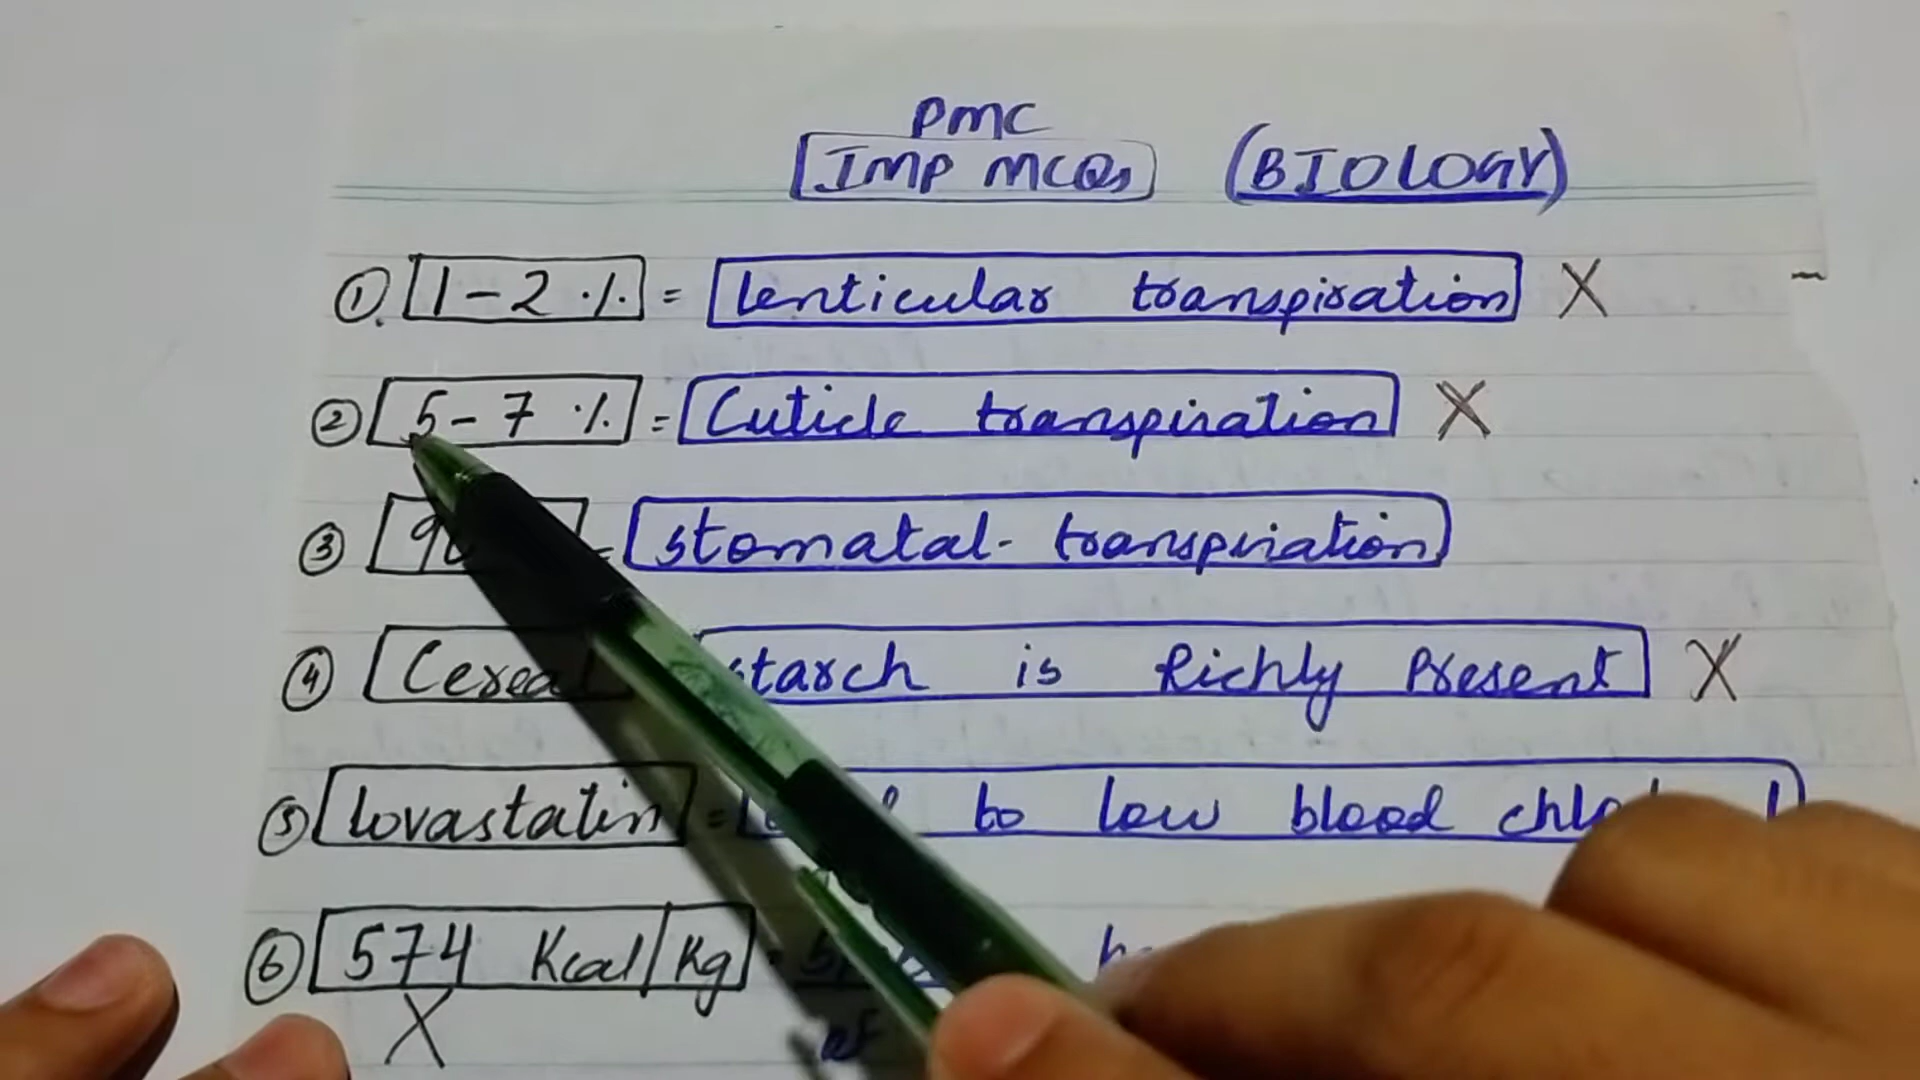 PMC
IMP MCQs (BIOLOGY)
① 1-2 % = lenticular transpiration X
② 5-7 % = Cuticle transpiration X
③ = stomatal transpiration
④ Cereal starch is Richly Present X
⑤ lovastatin = to low blood
⑥ 574 Kcal/Kg
X
of